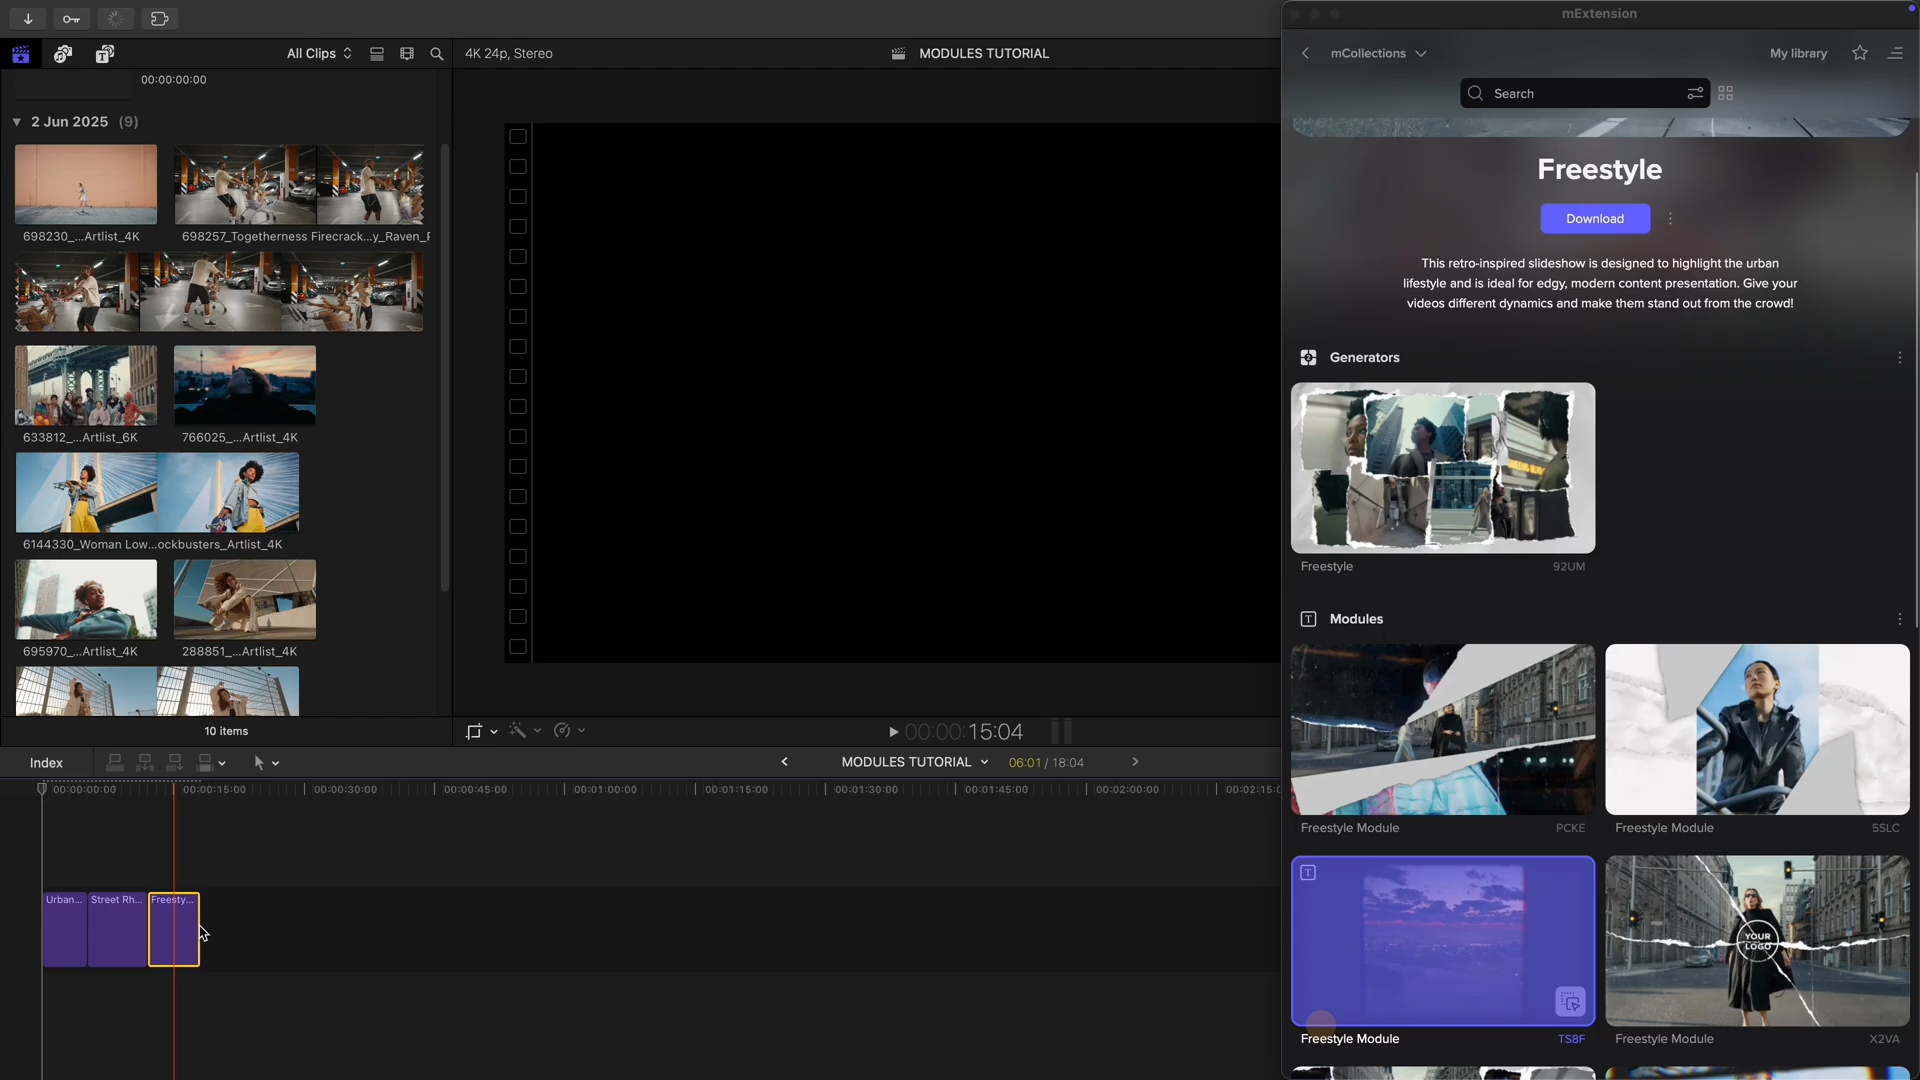 mExtension
All Clips
4K 24p, Stereo
MODULES TUTORIAL
mCollections
My library
00:00:00:00
Search
2 Jun 2025 (9)
Freestyle
Download
698230_...Artlist_4K
698257_Togetherness Firecrack...y_Raven_F
This retro-inspired slideshow is designed to highlight the urban
lifestyle and is ideal for edgy, modern content presentation. Give your
videos different dynamics and make them stand out from the crowd!
Generators
633812_...Artlist_6K
766025_...Artlist_4K
6144330_Woman Low...ockbusters_Artlist_4K
Freestyle
92UM
Modules
695970_...Artlist_4K
288851_...Artlist_4K
10 items
00:00:00:15:04
Index
MODULES TUTORIAL
06:01 / 18:04
00:00:00:00
00:00:15:00
00:00:30:00
00:00:45:00
00:01:00:00
00:01:15:00
00:01:30:00
00:01:45:00
00:02:00:00
00:02:15:0
Freestyle Module
PCKE
Freestyle Module
5SLC
Urban...
Street Rh...
Freesty...
YOUR
LOGO
Freestyle Module
TS8F
Freestyle Module
X2VA